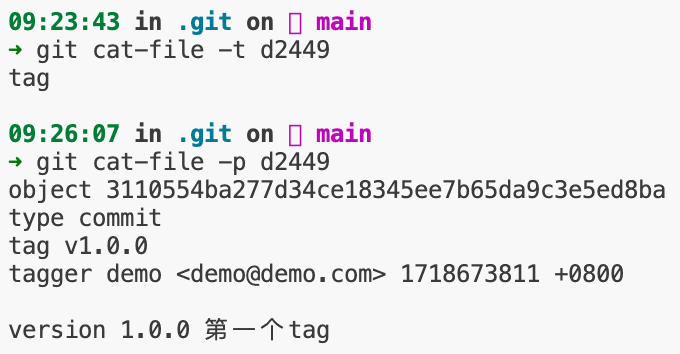 09:23:43 in .git on  main
➜ git cat-file -t d2449
tag
09:26:07 in .git on  main
➜ git cat-file -p d2449
object 3110554ba277d34ce18345ee7b65da9c3e5ed8ba
type commit
tag v1.0.0
tagger demo <demo@demo.com> 1718673811 +0800
version 1.0.0 第一个tag